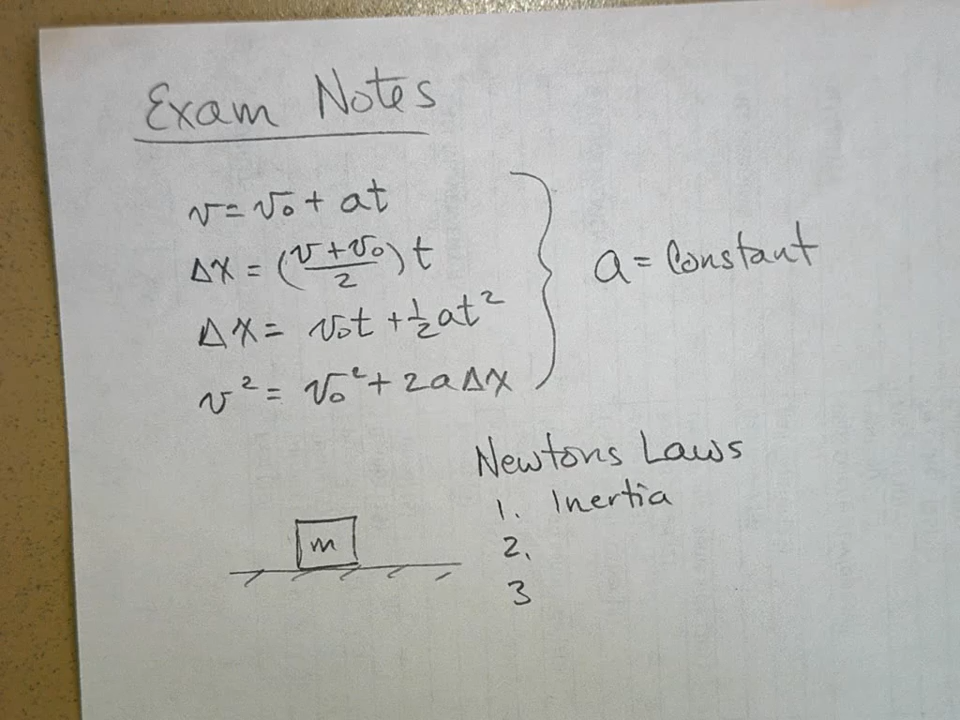 Exam Notes
v = v₀ + at
Δx = (v + v₀/2)t
Δx = v₀t + ½at²
v² = v₀² + 2aΔx
a = constant
Newtons Laws
1. Inertia
2.
3
m